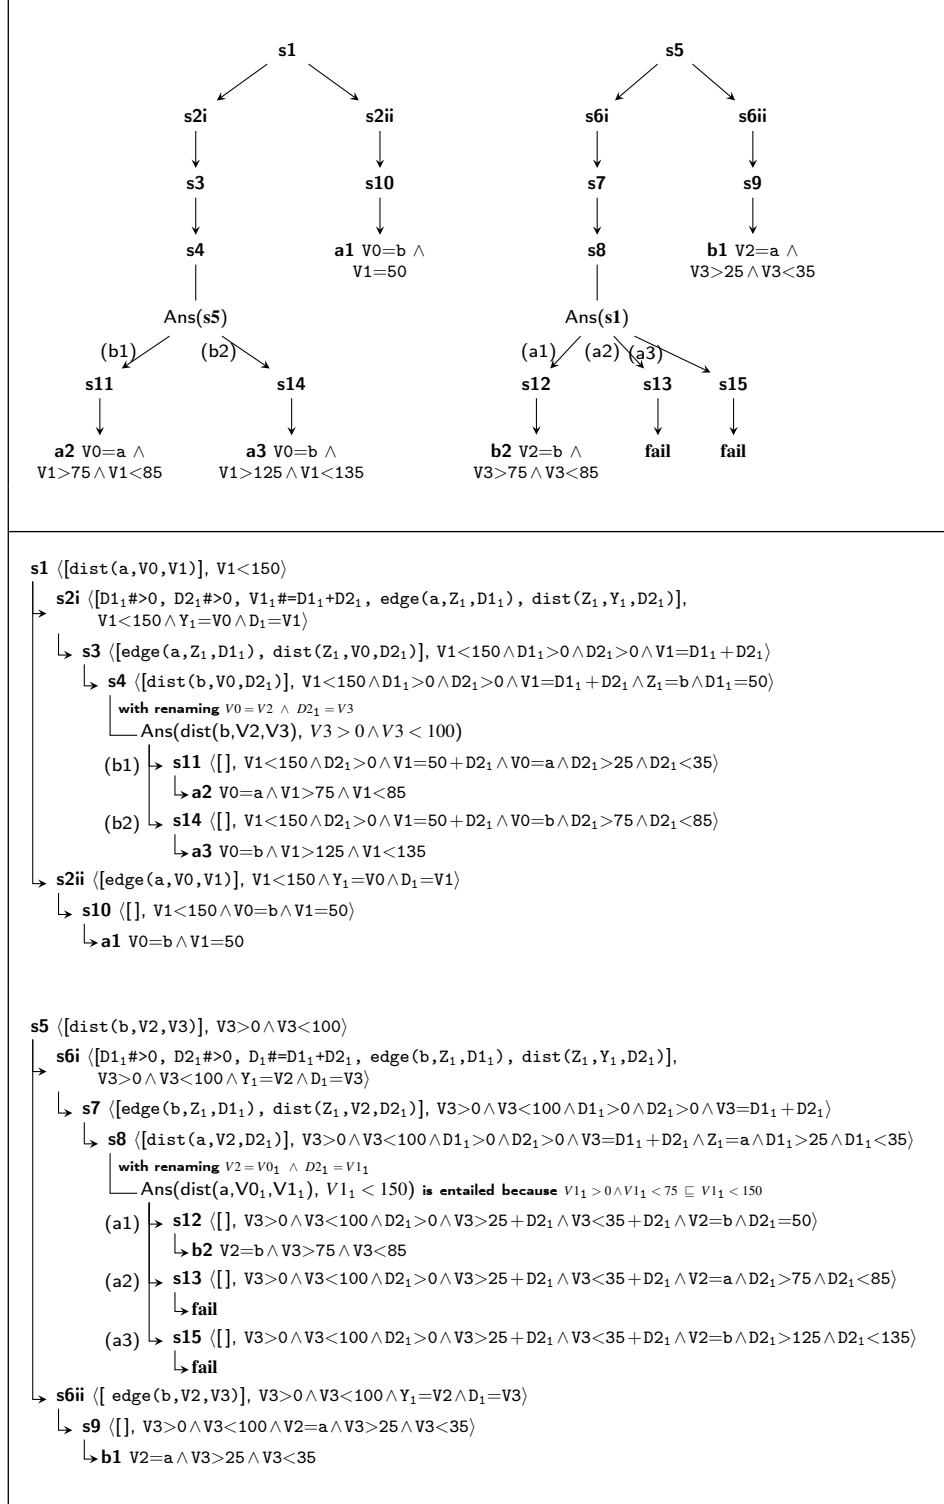 s1 s5
s2i s2ii s6i s6ii
s3 s10 s7 s9
s4 a1 V0=b ∧ s8 b1 V2=a ∧
V1=50 V3>25∧V3<35
Ans(s5) Ans(s1)
(b1) (b2) (a1) (a2) (a3)
s11 s14 s12 s13 s15
a2 V0=a ∧ a3 V0=b ∧ b2 V2=b ∧ fail fail
V1>75∧V1<85 V1>125∧V1<135 V3>75∧V3<85
s1 ⟨[dist(a,V0,V1)], V1<150⟩
s2i ⟨[D1₁#>0, D2₁#>0, V1₁#=D1₁+D2₁, edge(a,Z₁,D1₁), dist(Z₁,Y₁,D2₁)],
V1<150∧Y₁=V0∧D₁=V1⟩
s3 ⟨[edge(a,Z₁,D1₁), dist(Z₁,V0,D2₁)], V1<150∧D1₁>0∧D2₁>0∧V1=D1₁+D2₁⟩
s4 ⟨[dist(b,V0,D2₁)], V1<150∧D1₁>0∧D2₁>0∧V1=D1₁+D2₁∧Z₁=b∧D1₁=50⟩
with renaming V0=V2 ∧ D2₁=V3
Ans(dist(b,V2,V3), V3 > 0∧V3 < 100)
(b1) s11 ⟨[], V1<150∧D2₁>0∧V1=50+D2₁∧V0=a∧D2₁>25∧D2₁<35⟩
a2 V0=a∧V1>75∧V1<85
(b2) s14 ⟨[], V1<150∧D2₁>0∧V1=50+D2₁∧V0=b∧D2₁>75∧D2₁<85⟩
a3 V0=b∧V1>125∧V1<135
s2ii ⟨[edge(a,V0,V1)], V1<150∧Y₁=V0∧D₁=V1⟩
s10 ⟨[], V1<150∧V0=b∧V1=50⟩
a1 V0=b∧V1=50
s5 ⟨[dist(b,V2,V3)], V3>0∧V3<100⟩
s6i ⟨[D1₁#>0, D2₁#>0, D₁#=D1₁+D2₁, edge(b,Z₁,D1₁), dist(Z₁,Y₁,D2₁)],
V3>0∧V3<100∧Y₁=V2∧D₁=V3⟩
s7 ⟨[edge(b,Z₁,D1₁), dist(Z₁,V2,D2₁)], V3>0∧V3<100∧D1₁>0∧D2₁>0∧V3=D1₁+D2₁⟩
s8 ⟨[dist(a,V2,D2₁)], V3>0∧V3<100∧D1₁>0∧D2₁>0∧V3=D1₁+D2₁∧Z₁=a∧D1₁>25∧D1₁<35⟩
with renaming V2=V0₁ ∧ D2₁=V1₁
Ans(dist(a,V0₁,V1₁), V1₁ < 150) is entailed because V1₁ > 0∧V1₁ < 75 ⊑ V1₁ < 150
(a1) s12 ⟨[], V3>0∧V3<100∧D2₁>0∧V3>25+D2₁∧V3<35+D2₁∧V2=b∧D2₁=50⟩
b2 V2=b∧V3>75∧V3<85
(a2) s13 ⟨[], V3>0∧V3<100∧D2₁>0∧V3>25+D2₁∧V3<35+D2₁∧V2=a∧D2₁>75∧D2₁<85⟩
fail
(a3) s15 ⟨[], V3>0∧V3<100∧D2₁>0∧V3>25+D2₁∧V3<35+D2₁∧V2=b∧D2₁>125∧D2₁<135⟩
fail
s6ii ⟨[ edge(b,V2,V3)], V3>0∧V3<100∧Y₁=V2∧D₁=V3⟩
s9 ⟨[], V3>0∧V3<100∧V2=a∧V3>25∧V3<35⟩
b1 V2=a∧V3>25∧V3<35